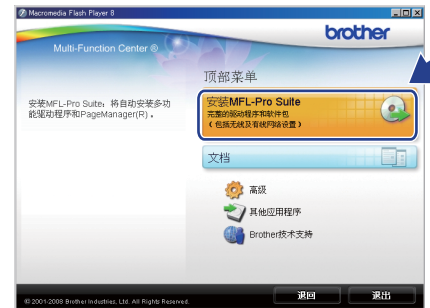 Macromedia Flash Player 8
brother
Multi-Function Center ®
顶部菜单
安装MFL-Pro Suite：将自动安装多功
能驱动程序和PageManager(R)。
安装MFL-Pro Suite
完整的驱动程序和软件包
（包括无线及有线网络设置）
文档
高级
其他应用程序
Brother技术支持
© 2001-2008 Brother Industries, Ltd. All Rights Reserved.
退回
退出